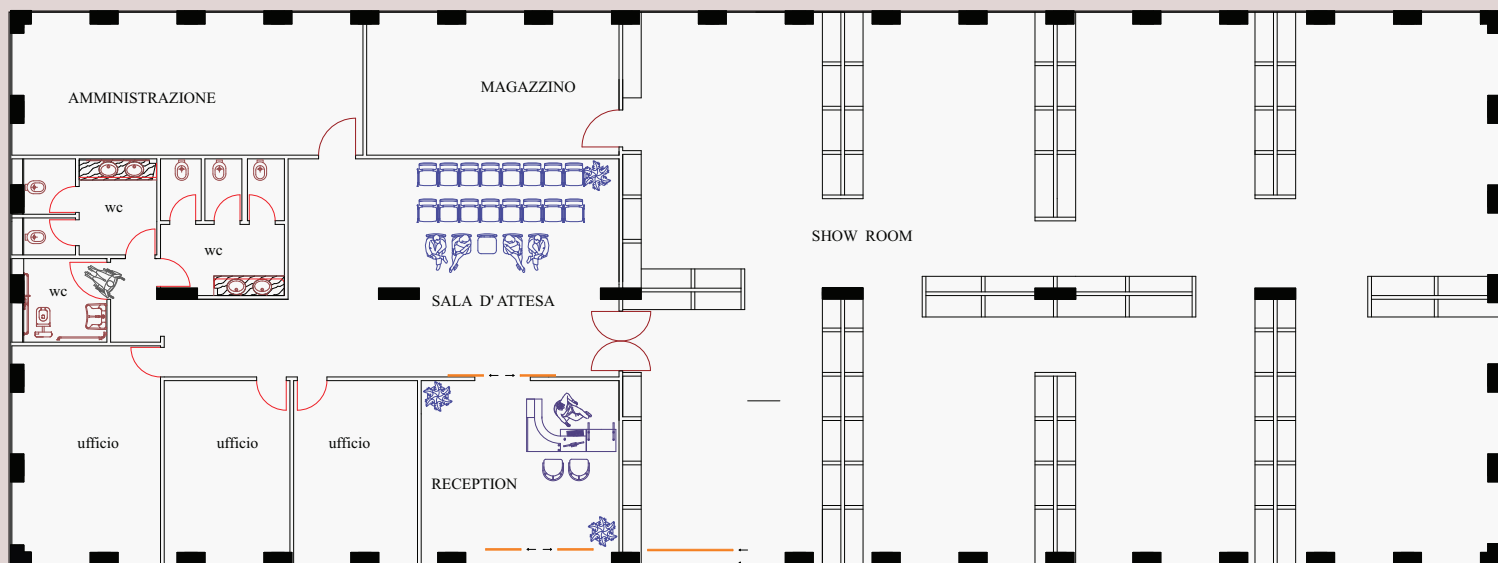 MAGAZZINO
AMMINISTRAZIONE
wc
SHOW ROOM
wc
wc
SALA D' ATTESA
ufficio
ufficio
ufficio
RECEPTION